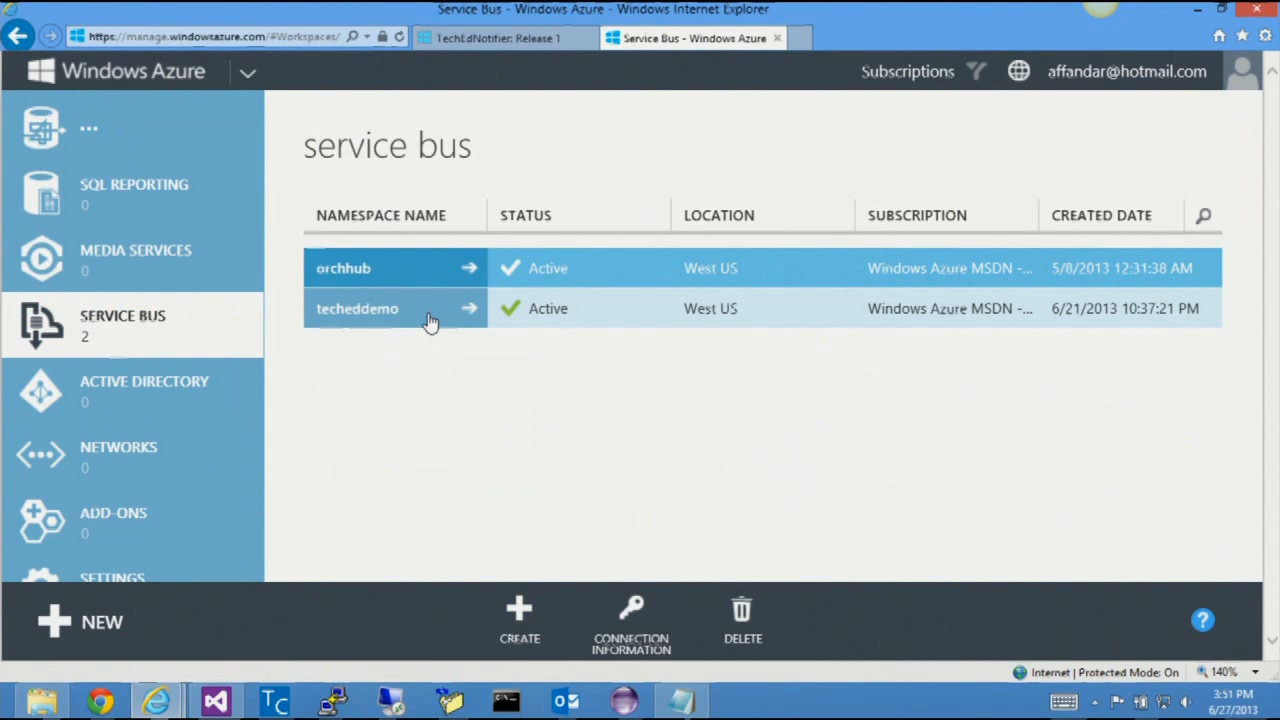 Service Bus - Windows Azure - Windows Internet Explorer
https://manage.windowsazure.com/#Workspaces/
TechEdNotifier: Release 1
Service Bus - Windows Azure
Windows Azure
Subscriptions
affandar@hotmail.com
...
SQL REPORTING
0
MEDIA SERVICES
0
SERVICE BUS
2
ACTIVE DIRECTORY
0
NETWORKS
0
ADD-ONS
0
SETTINGS
service bus
NAMESPACE NAME STATUS LOCATION SUBSCRIPTION CREATED DATE
orchhub Active West US Windows Azure MSDN -... 5/8/2013 12:31:38 AM
techeddemo Active West US Windows Azure MSDN -... 6/21/2013 10:37:21 PM
NEW
CREATE
CONNECTION
INFORMATION
DELETE
?
Internet | Protected Mode: On
140%
TC
3:51 PM
6/27/2013